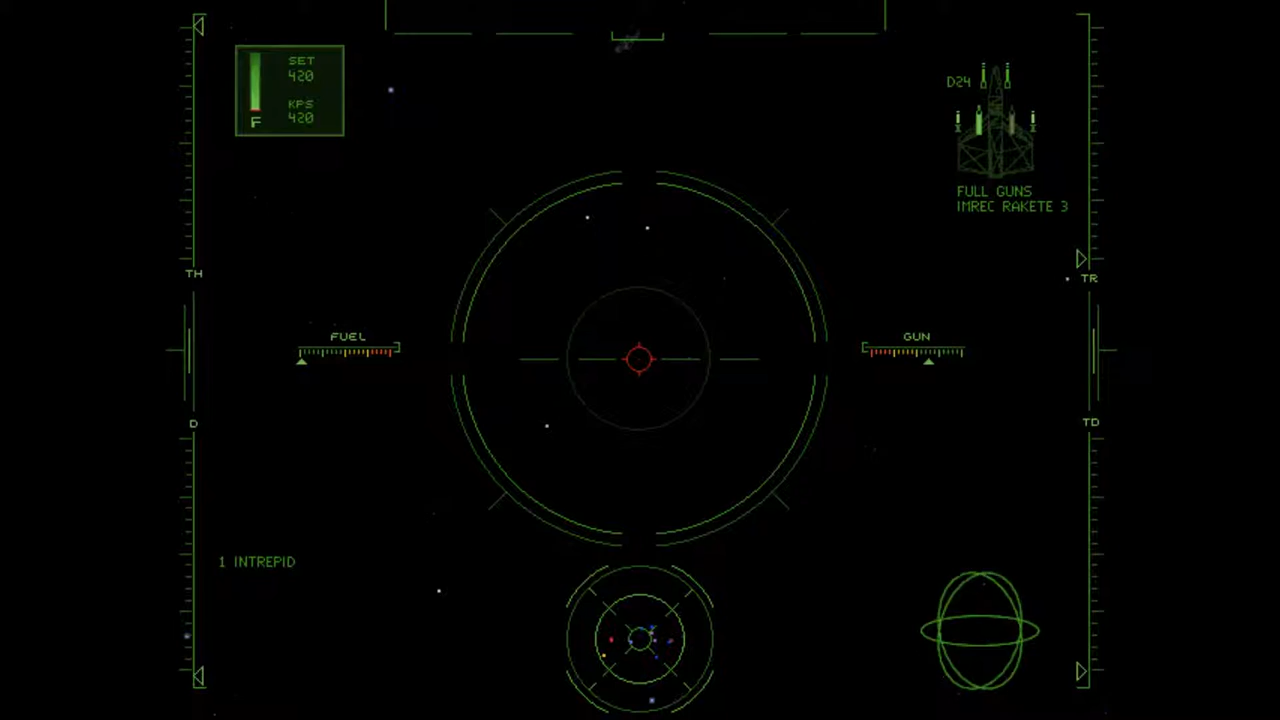 SET
420
KPS
420
F
D24
FULL GUNS
IMREC RAKETE 3
TH
TR
FUEL
GUN
D
TD
1 INTREPID